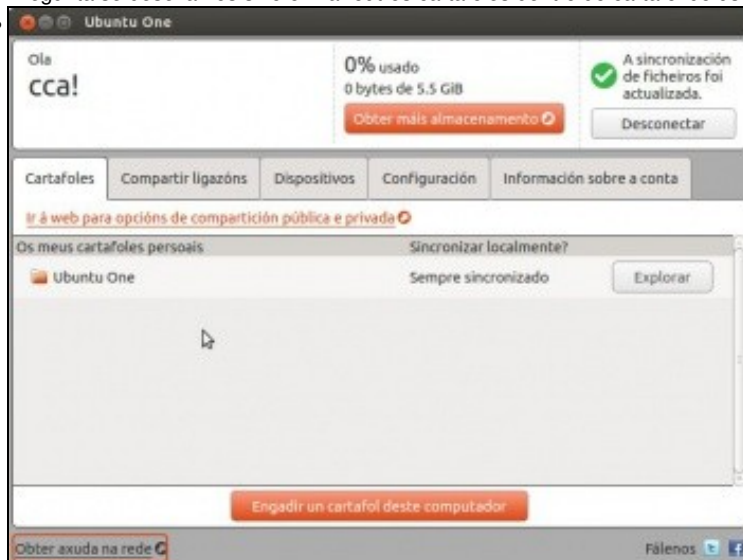 Ubuntu One
Ola
cca!
0% usado
0 bytes de 5.5 GiB
Obter máis almacenamento
A sincronización
de ficheiros foi
actualizada.
Desconectar
Cartafoles
Compartir ligazóns
Dispositivos
Configuración
Información sobre a conta
Ir á web para opcións de compartición pública e privada
Os meus cartafoles persoais
Sincronizar localmente?
Ubuntu One
Sempre sincronizado
Explorar
Engadir un cartafol deste computador
Obter axuda na rede
Fálenos